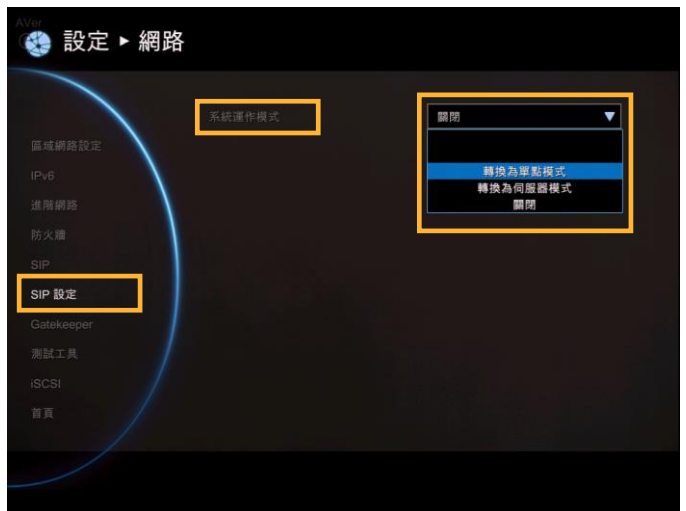 AVer
設定 ▸ 網路
系統運作模式
關閉
轉換為單點模式
轉換為伺服器模式
關閉
區域網路設定
IPv6
進階網路
防火牆
SIP
SIP 設定
Gatekeeper
測試工具
iSCSI
首頁